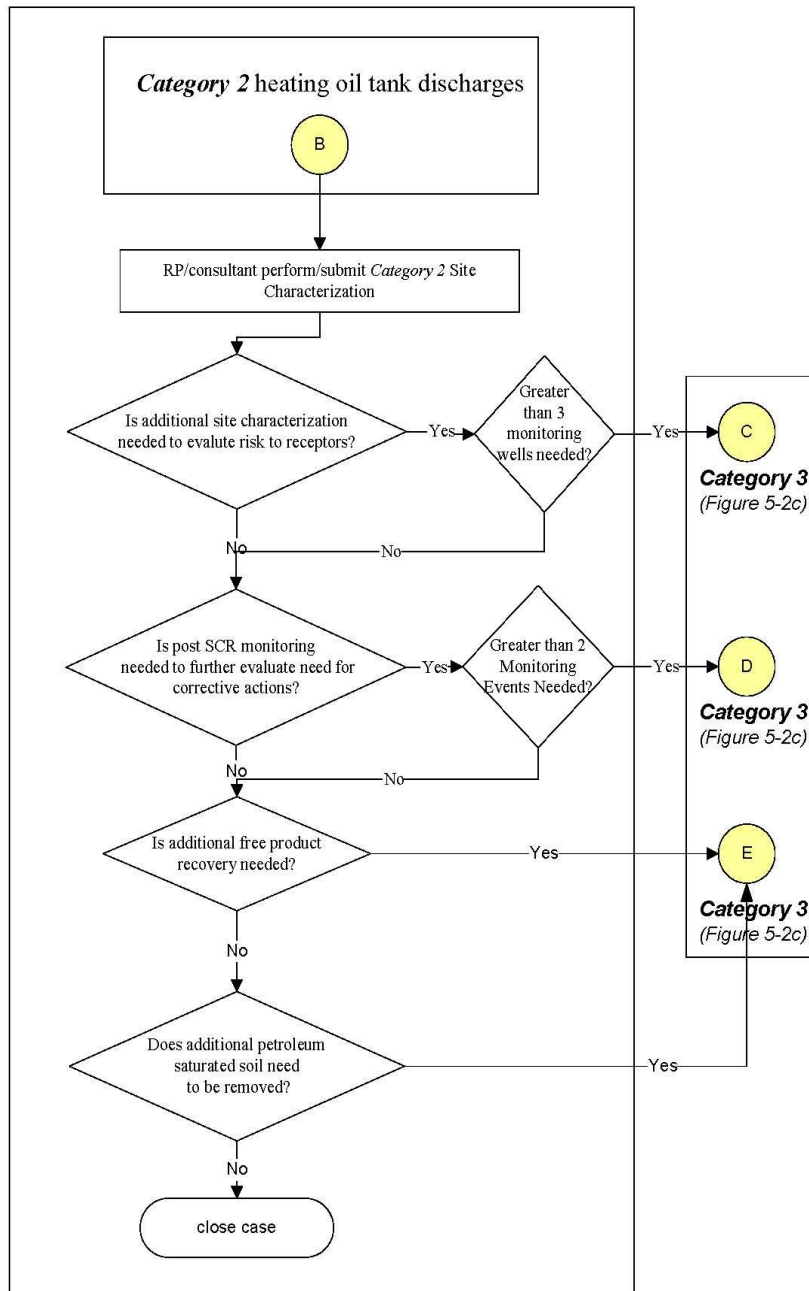 Category 2 heating oil tank discharges
B
RP/consultant perform/submit Category 2 Site
Characterization
Is additional site characterization
needed to evalute risk to receptors?
Yes
Greater
than 3
monitoring
wells needed?
Yes
C
Category 3
(Figure 5-2c)
No
No
Is post SCR monitoring
needed to further evaluate need for
corrective actions?
Yes
Greater than 2
Monitoring
Events Needed?
Yes
D
Category 3
(Figure 5-2c)
No
No
Is additional free product
recovery needed?
Yes
E
Category 3
(Figure 5-2c)
No
Does additional petroleum
saturated soil need
to be removed?
Yes
No
close case